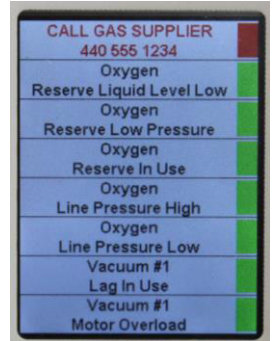 CALL GAS SUPPLIER
440 555 1234
Oxygen
Reserve Liquid Level Low
Oxygen
Reserve Low Pressure
Oxygen
Reserve In Use
Oxygen
Line Pressure High
Oxygen
Line Pressure Low
Vacuum #1
Lag In Use
Vacuum #1
Motor Overload